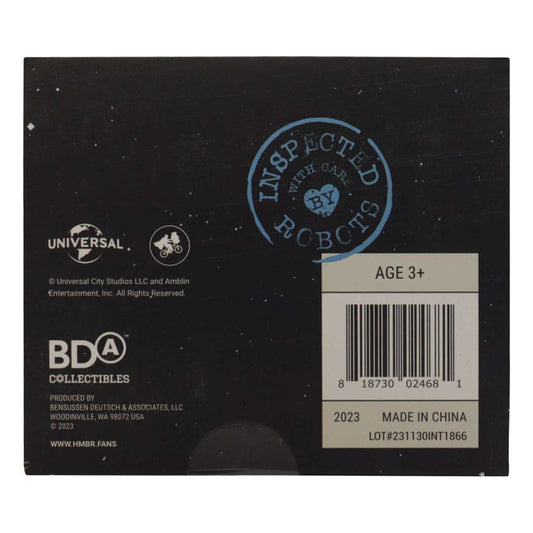 INSPECTED
WITH CARE
BY
ROBOTS
UNIVERSAL
© Universal City Studios LLC and Amblin
Entertainment, Inc. All Rights Reserved.
BDA™
COLLECTIBLES
PRODUCED BY
BENSUSSEN DEUTSCH & ASSOCIATES, LLC
WOODINVILLE, WA 98072 USA
© 2023
WWW.HMBR.FANS
AGE 3+
8 18730 02468 1
2023 MADE IN CHINA
LOT#231130INT1866